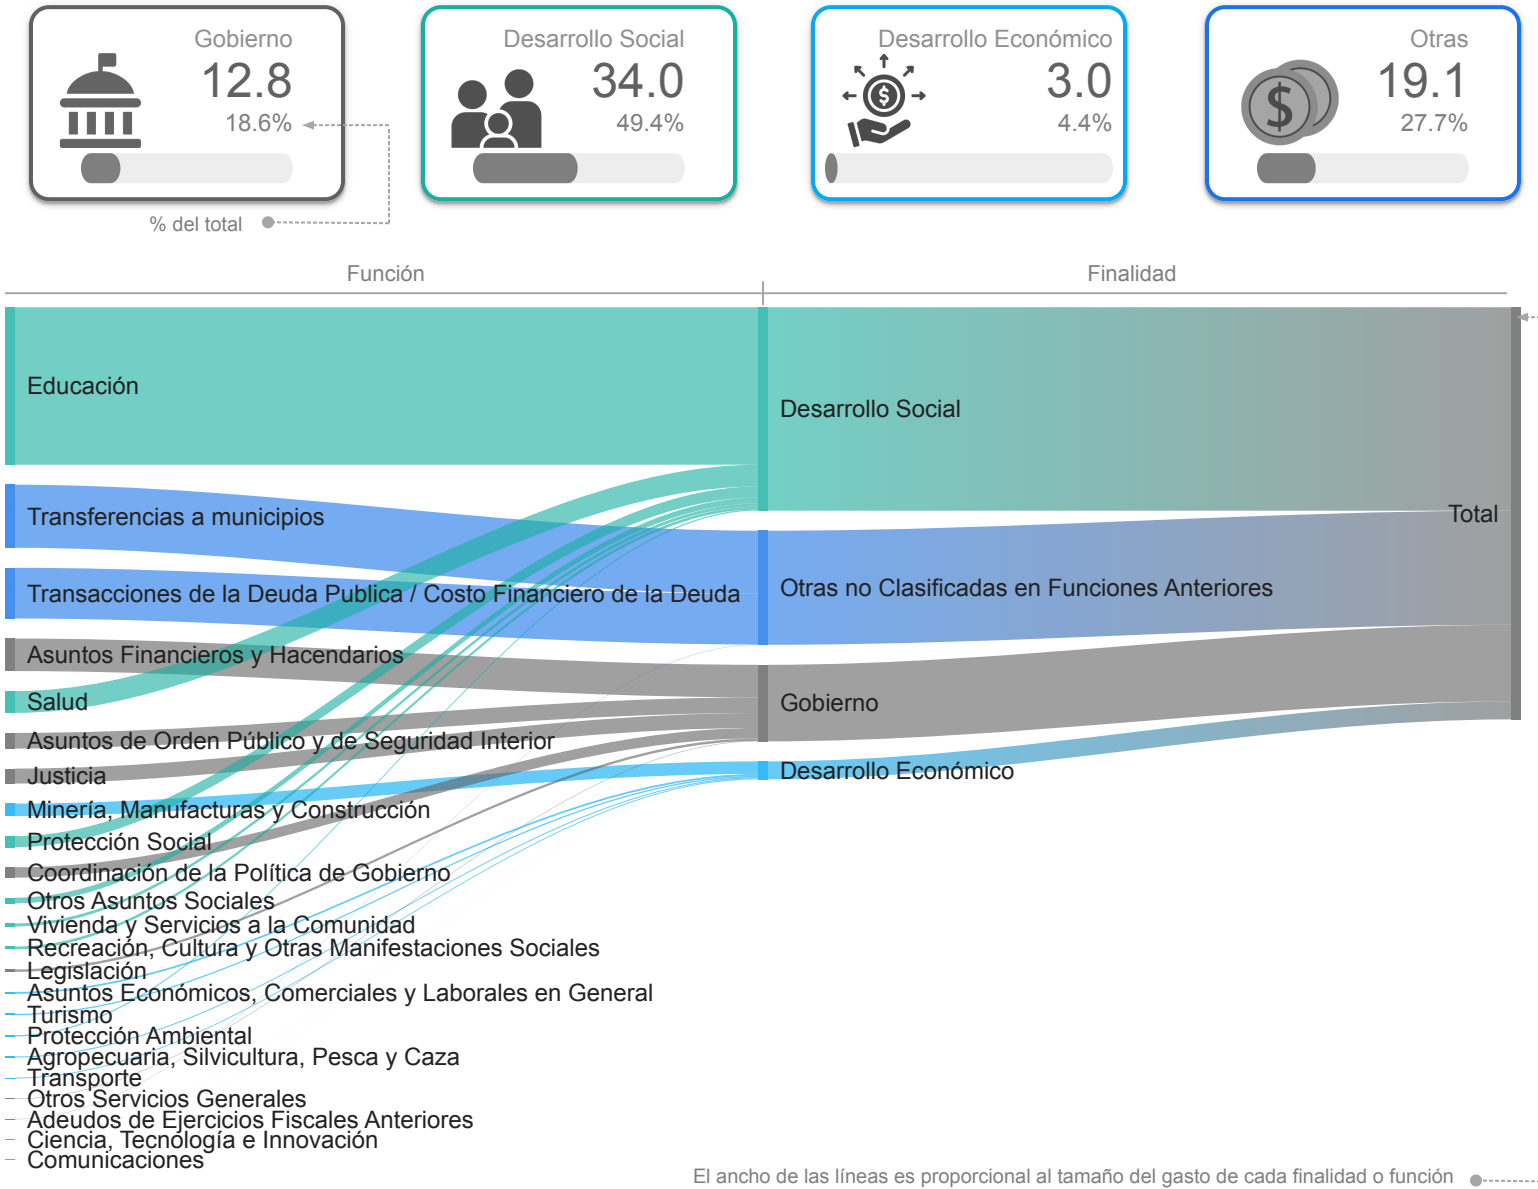 Gobierno
12.8
18.6%
Desarrollo Social
34.0
49.4%
Desarrollo Económico
3.0
4.4%
Otras
19.1
27.7%
% del total
Función
Finalidad
Educación
Transferencias a municipios
Transacciones de la Deuda Publica / Costo Financiero de la Deuda
Asuntos Financieros y Hacendarios
Salud
Asuntos de Orden Público y de Seguridad Interior
Justicia
Minería, Manufacturas y Construcción
Protección Social
Coordinación de la Política de Gobierno
Otros Asuntos Sociales
Vivienda y Servicios a la Comunidad
Recreación, Cultura y Otras Manifestaciones Sociales
Legislación
Asuntos Económicos, Comerciales y Laborales en General
Turismo
Protección Ambiental
Agropecuaria, Silvicultura, Pesca y Caza
Transporte
Otros Servicios Generales
Adeudos de Ejercicios Fiscales Anteriores
Ciencia, Tecnología e Innovación
Comunicaciones
Desarrollo Social
Otras no Clasificadas en Funciones Anteriores
Gobierno
Desarrollo Económico
Total
El ancho de las líneas es proporcional al tamaño del gasto de cada finalidad o función